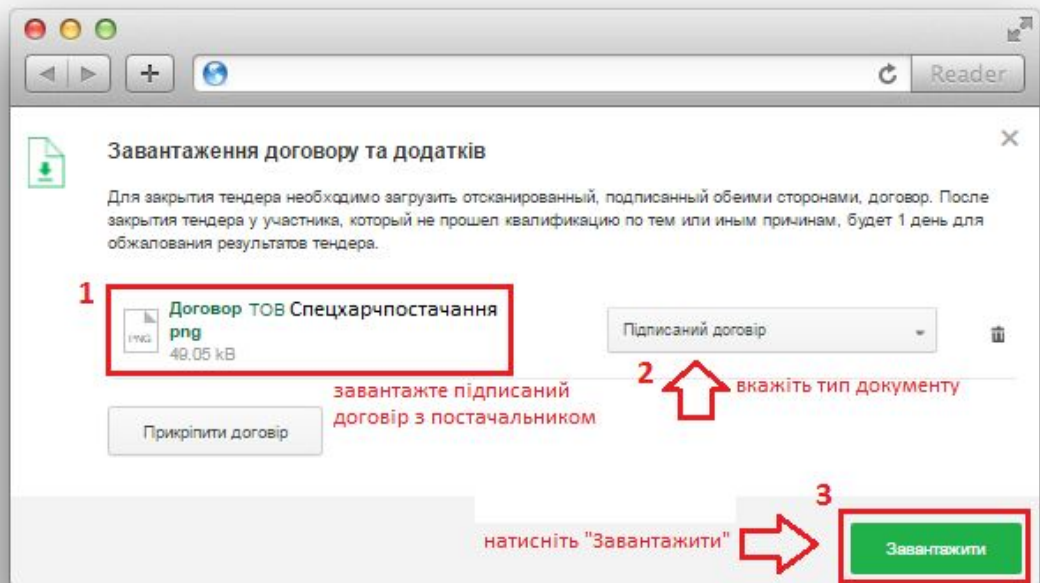 Reader
Завантаження договору та додатків
Для закрытия тендера необходимо загрузить отсканированный, подписанный обеими сторонами, договор. После
закрытия тендера у участника, который не прошел квалификацию по тем или иным причинам, будет 1 день для
обжалования результатов тендера.
1
Договор ТОВ Спецхарчпостачання
png
PNG
49.05 kB
Підписаний договір
2
завантажте підписаний
договір з постачальником
вкажіть тип документу
Прикріпити договір
3
натисніть "Завантажити"
Завантажити